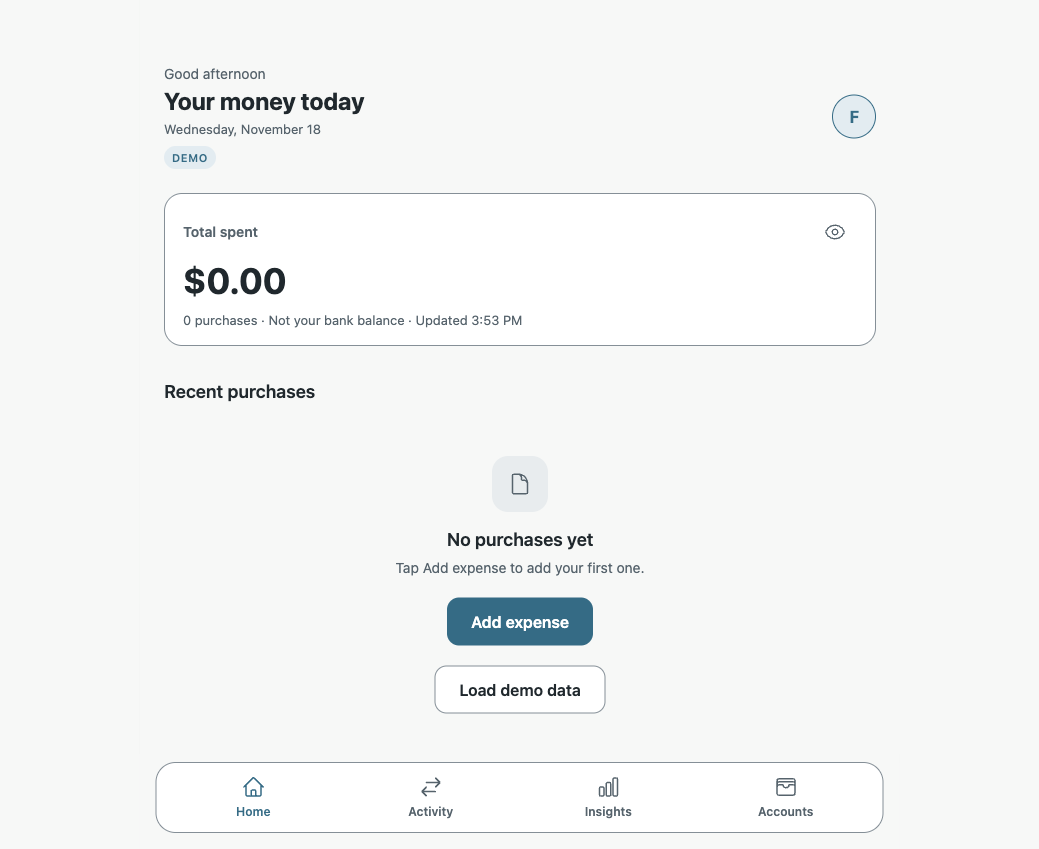 Good afternoon
Your money today
Wednesday, November 18
F
DEMO
Total spent
$0.00
0 purchases · Not your bank balance · Updated 3:53 PM
Recent purchases
No purchases yet
Tap Add expense to add your first one.
Add expense
Load demo data
Home
Activity
Insights
Accounts